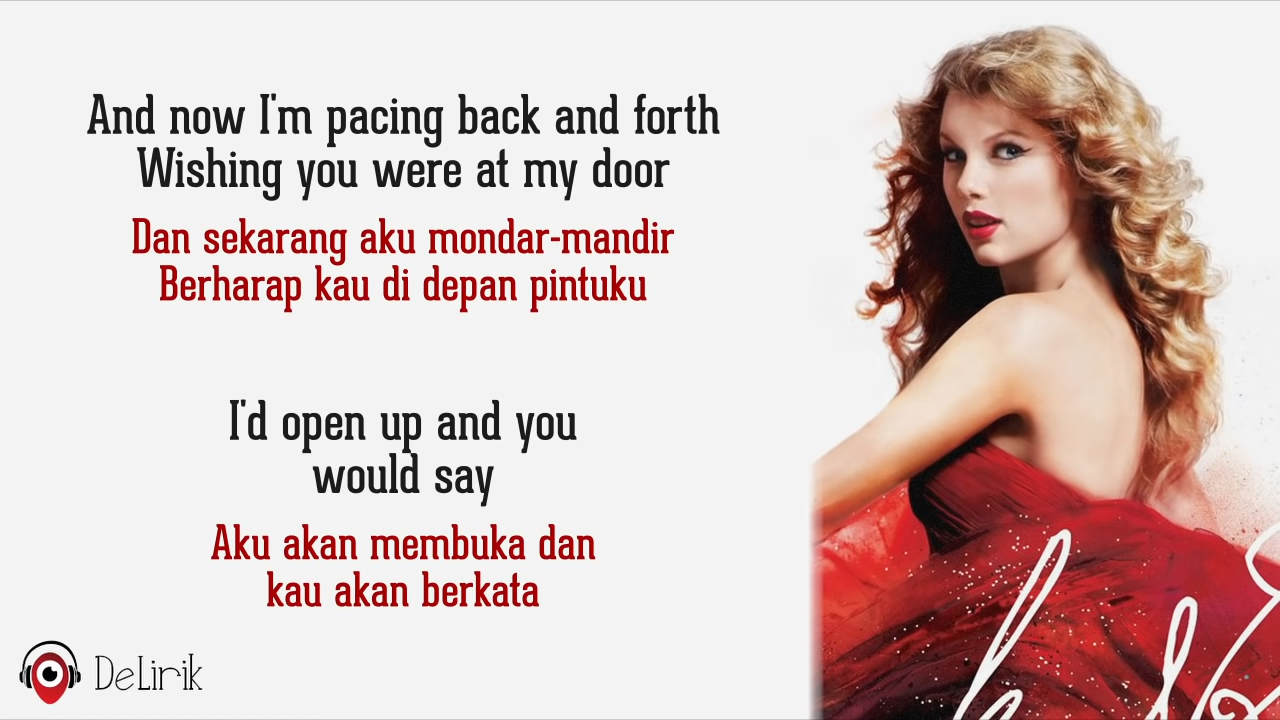 And now I'm pacing back and forth
Wishing you were at my door
Dan sekarang aku mondar-mandir
Berharap kau di depan pintuku
I'd open up and you
would say
Aku akan membuka dan
kau akan berkata
DeLirik